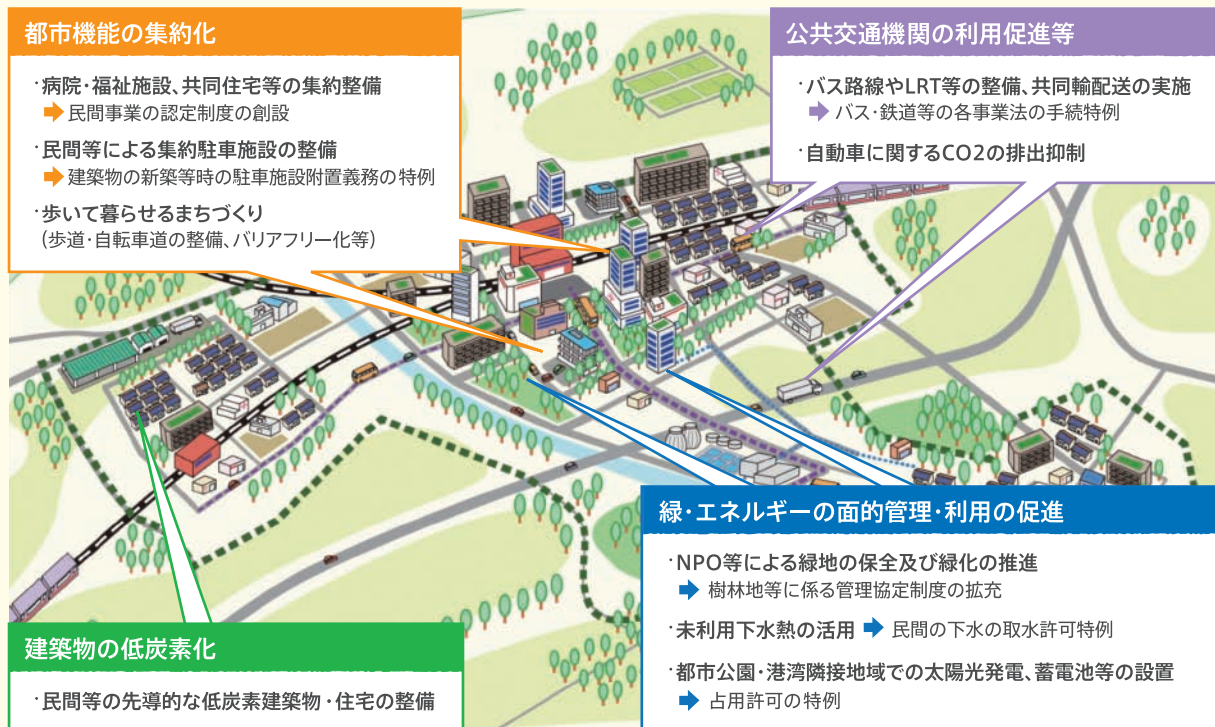 都市機能の集約化
・病院・福祉施設、共同住宅等の集約整備
➡ 民間事業の認定制度の創設
・民間等による集約駐車施設の整備
➡ 建築物の新築等時の駐車施設附置義務の特例
・歩いて暮らせるまちづくり
(歩道・自転車道の整備、バリアフリー化等)
公共交通機関の利用促進等
・バス路線やLRT等の整備、共同輸配送の実施
➡ バス・鉄道等の各事業法の手続特例
・自動車に関するCO2の排出抑制
緑・エネルギーの面的管理・利用の促進
・NPO等による緑地の保全及び緑化の推進
➡ 樹林地等に係る管理協定制度の拡充
・未利用下水熱の活用 ➡ 民間の下水の取水許可特例
・都市公園・港湾隣接地域での太陽光発電、蓄電池等の設置
➡ 占用許可の特例
建築物の低炭素化
・民間等の先導的な低炭素建築物・住宅の整備